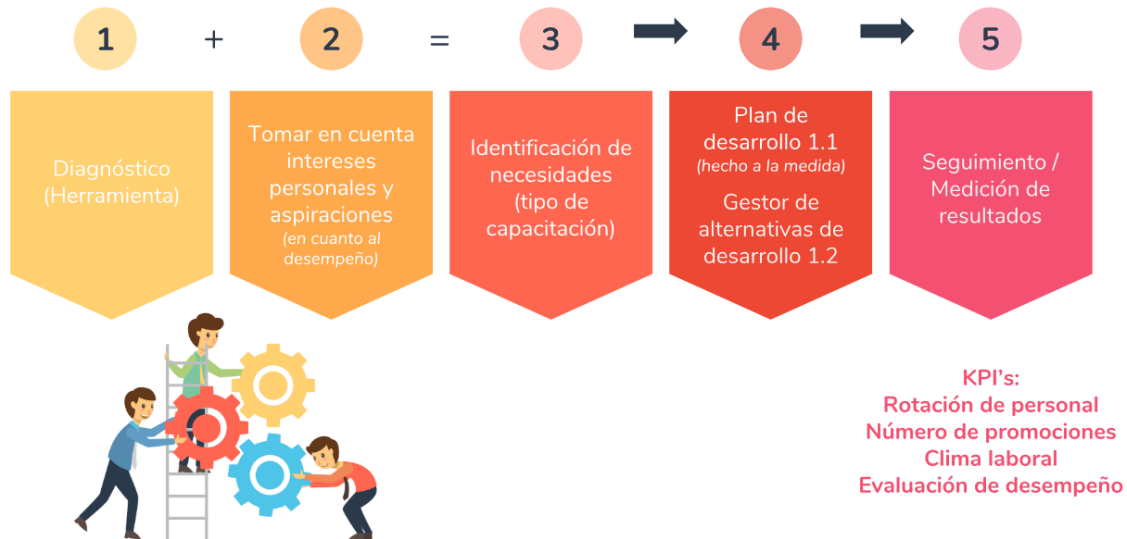 1 + 2 = 3 4 5
Diagnóstico
(Herramienta)
Tomar en cuenta
intereses
personales y
aspiraciones
(en cuanto al
desempeño)
Identificación de
necesidades
(tipo de
capacitación)
Plan de
desarrollo 1.1
(hecho a la medida)
Gestor de
alternativas de
desarrollo 1.2
Seguimiento /
Medición de
resultados
KPI's:
Rotación de personal
Número de promociones
Clima laboral
Evaluación de desempeño